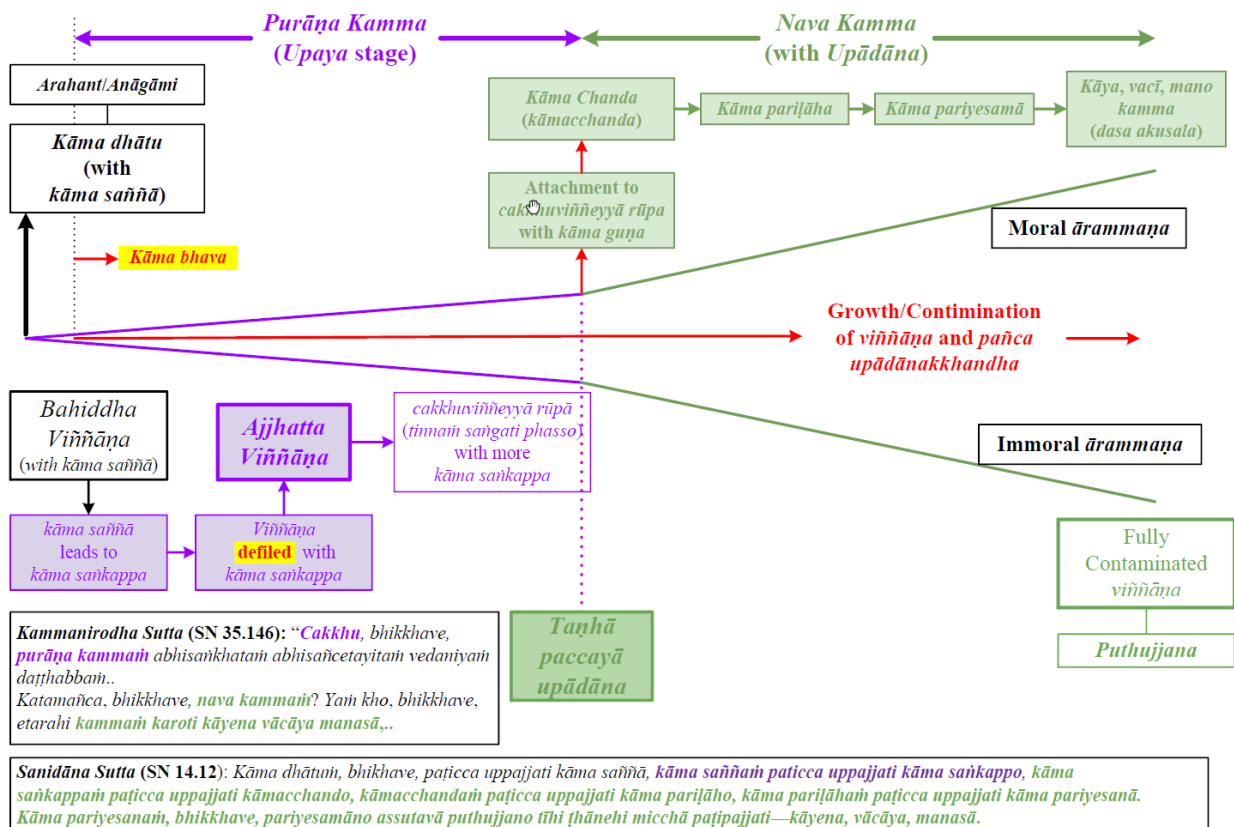 Purāṇa Kamma
(Upaya stage)
Nava Kamma
(with Upādāna)
Arahant/Anāgāmi
Kāma dhātu
(with
kāma saññā)
Kāma bhava
Kāma Chanda
(kāmacchanda)
Kāma pariḷāha
Kāma pariyesamā
Kāya, vacī, mano
kamma
(dasa akusala)
Attachment to
cakkhuviññeyyā rūpa
with kāma guṇa
Moral ārammaṇa
Growth/Contimination
of viññāṇa and pañca
upādānakkhandha
Immoral ārammaṇa
Bahiddha
Viññāṇa
(with kāma saññā)
Ajjhatta
Viññāṇa
cakkhuviññeyyā rūpā
(tinnaṁ saṅgati phasso)
with more
kāma saṅkappa
kāma saññā
leads to
kāma saṅkappa
Viññāṇa
defiled with
kāma saṅkappa
Taṇhā
paccayā
upādāna
Fully
Contaminated
viññāṇa
Puthujjana
Kammanirodha Sutta (SN 35.146): “Cakkhu, bhikkhave,
purāṇa kammaṁ abhisaṅkhataṁ abhisañcetayitaṁ vedaniyaṁ
daṭṭhabbaṁ..
Katamañca, bhikkhave, nava kammaṁ? Yaṁ kho, bhikkhave,
etarahi kammaṁ karoti kāyena vācāya manasā,..
Sanidāna Sutta (SN 14.12): Kāma dhātuṁ, bhikhave, paṭicca uppajjati kāma saññā, kāma saññaṁ paticca uppajjati kāma saṅkappo, kāma
saṅkappaṁ paṭicca uppajjati kāmacchando, kāmacchandaṁ paṭicca uppajjati kāma pariḷāho, kāma pariḷāhaṁ paṭicca uppajjati kāma pariyesanā.
Kāma pariyesanaṁ, bhikkhave, pariyesamāno assutavā puthujjano tīhi ṭhānehi micchā paṭipajjati—kāyena, vācāya, manasā.